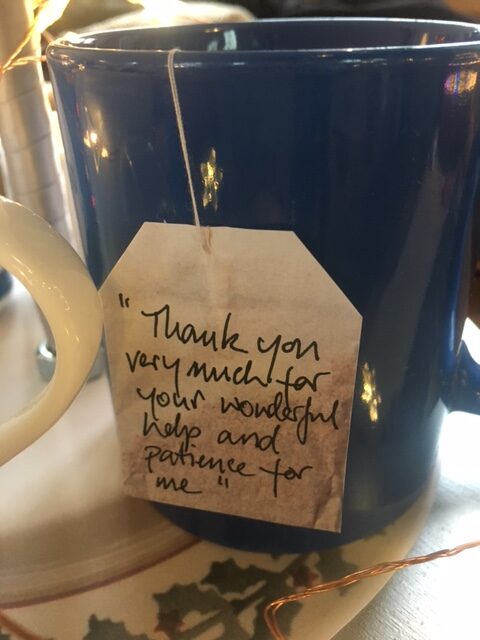 "Thank you
very much for
your wonderful
help and
patience for
me"